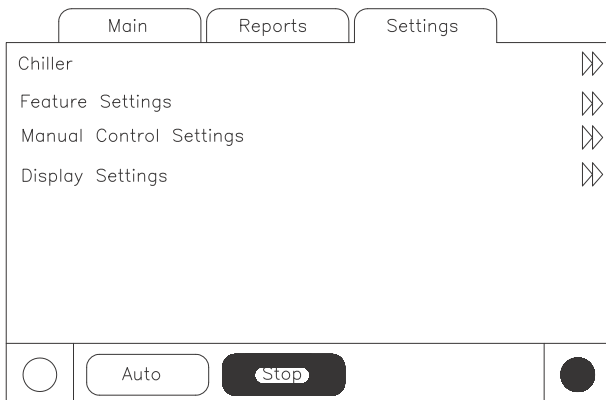 Main Reports Settings
Chiller
Feature Settings
Manual Control Settings
Display Settings
Auto Stop